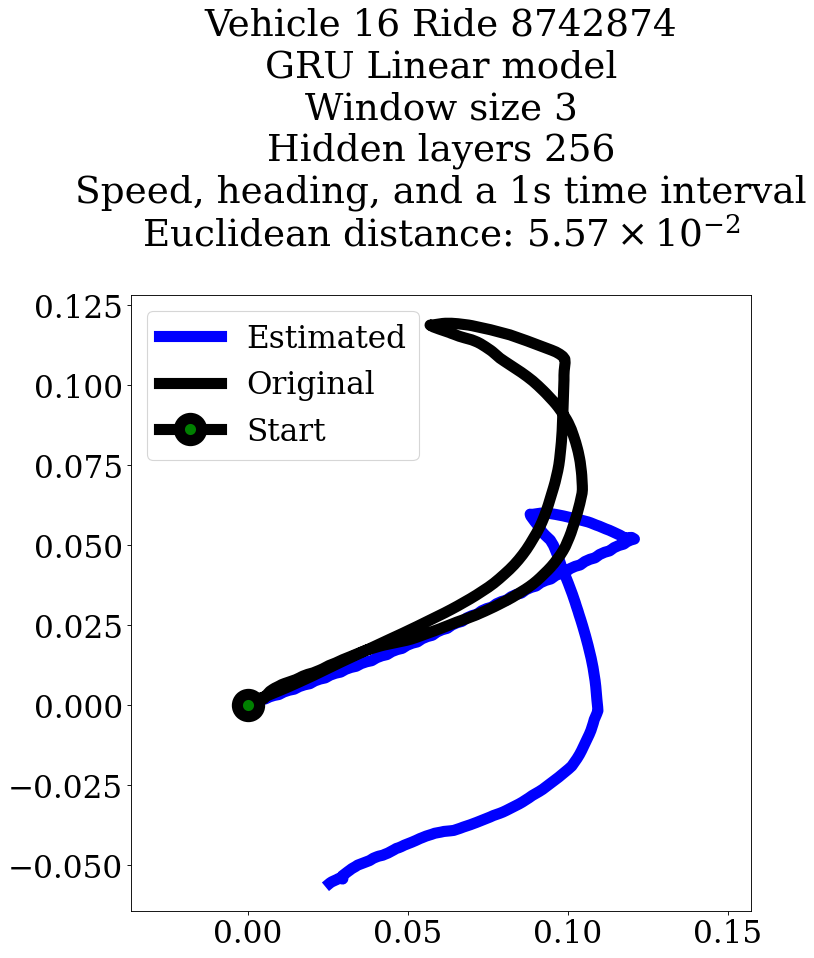 Vehicle 16 Ride 8742874
GRU Linear model
Window size 3
Hidden layers 256
Speed, heading, and a 1s time interval
Euclidean distance: 5.57 × 10⁻²
0.125
0.100
0.075
0.050
0.025
0.000
−0.025
−0.050
Estimated
Original
Start
0.00 0.05 0.10 0.15